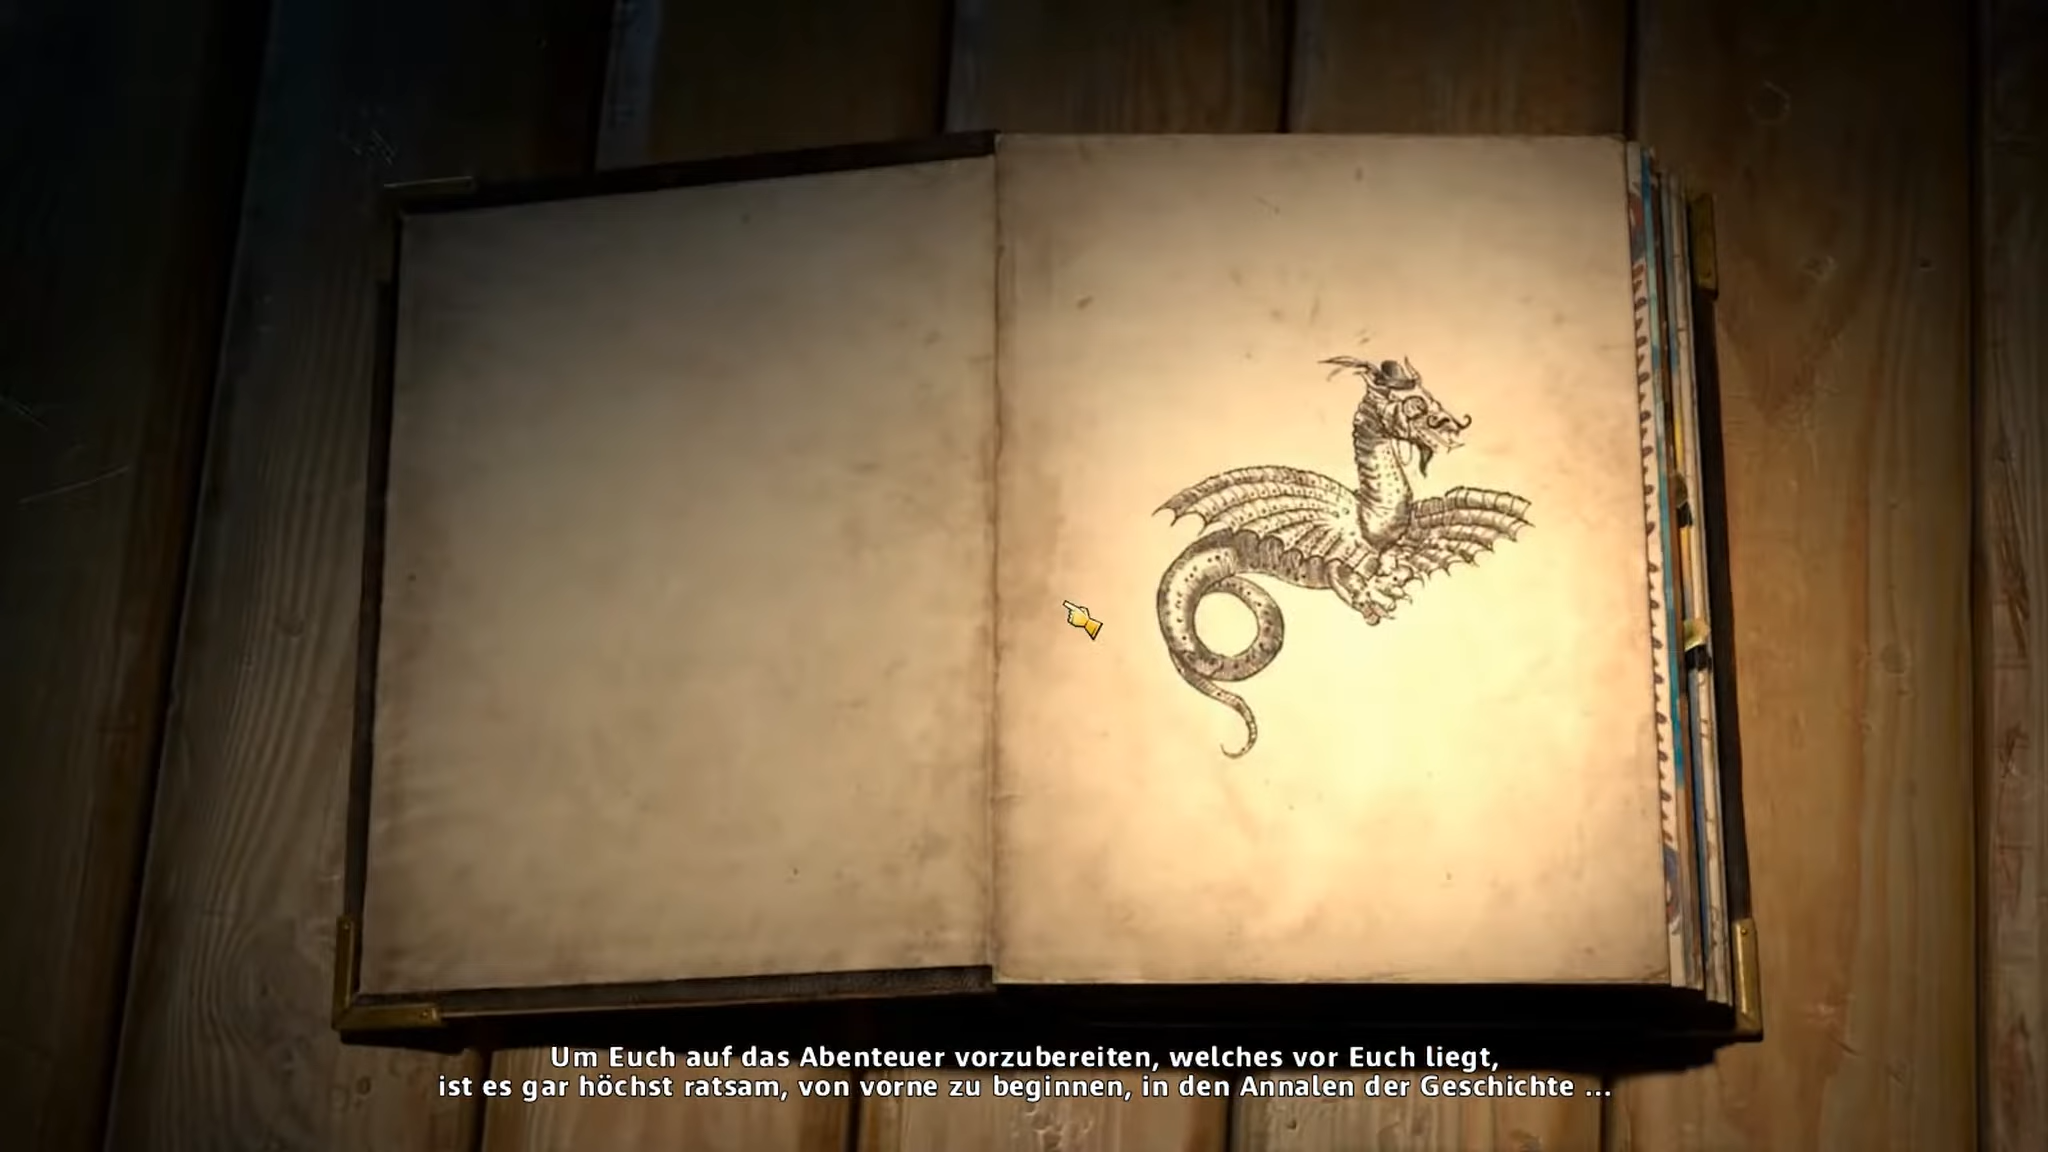 Um Euch auf das Abenteuer vorzubereiten, welches vor Euch liegt,
ist es gar höchst ratsam, von vorne zu beginnen, in den Annalen der Geschichte ...